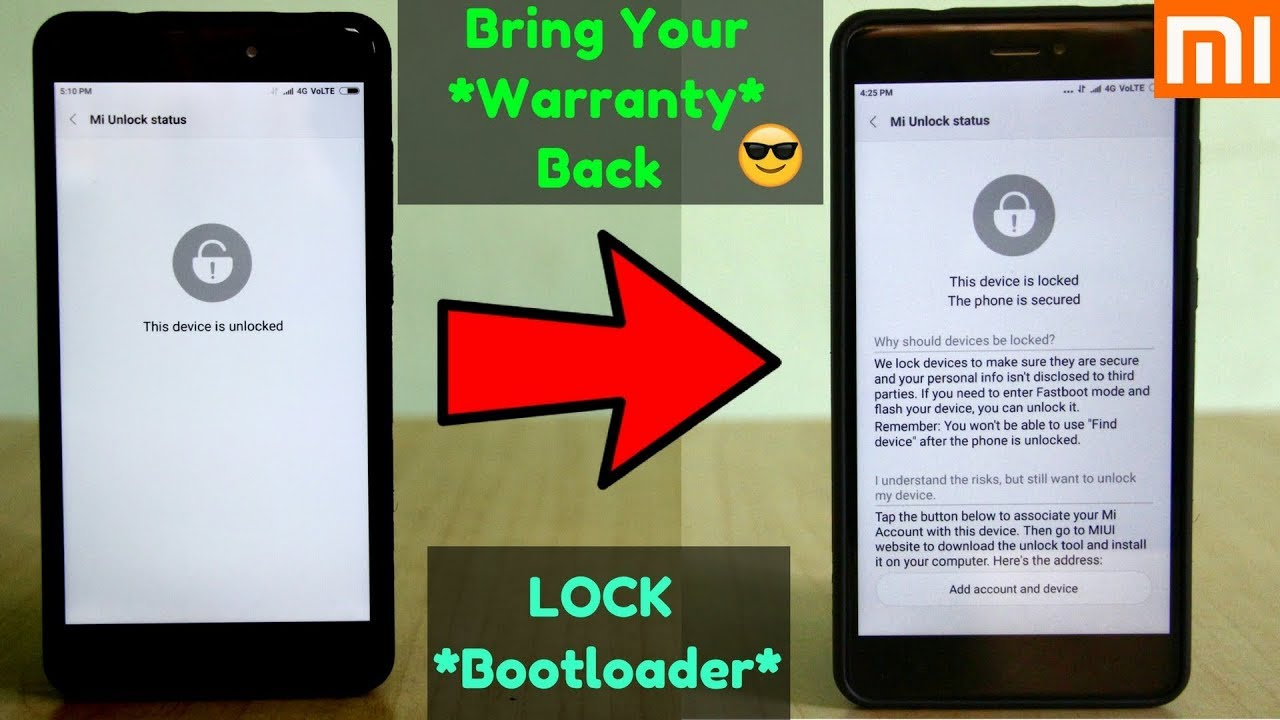 Bring Your
*Warranty*
Back
mi
5:10 PM
4G VoLTE
Mi Unlock status
This device is unlocked
4:25 PM
4G VoLTE
Mi Unlock status
This device is locked
The phone is secured
Why should devices be locked?
We lock devices to make sure they are secure
and your personal info isn't disclosed to third
parties. If you need to enter Fastboot mode and
flash your device, you can unlock it.
Remember: You won't be able to use "Find
device" after the phone is unlocked.
I understand the risks, but still want to unlock
my device.
Tap the button below to associate your Mi
Account with this device. Then go to MIUI
website to download the unlock tool and install
it on your computer. Here's the address:
Add account and device
LOCK
*Bootloader*